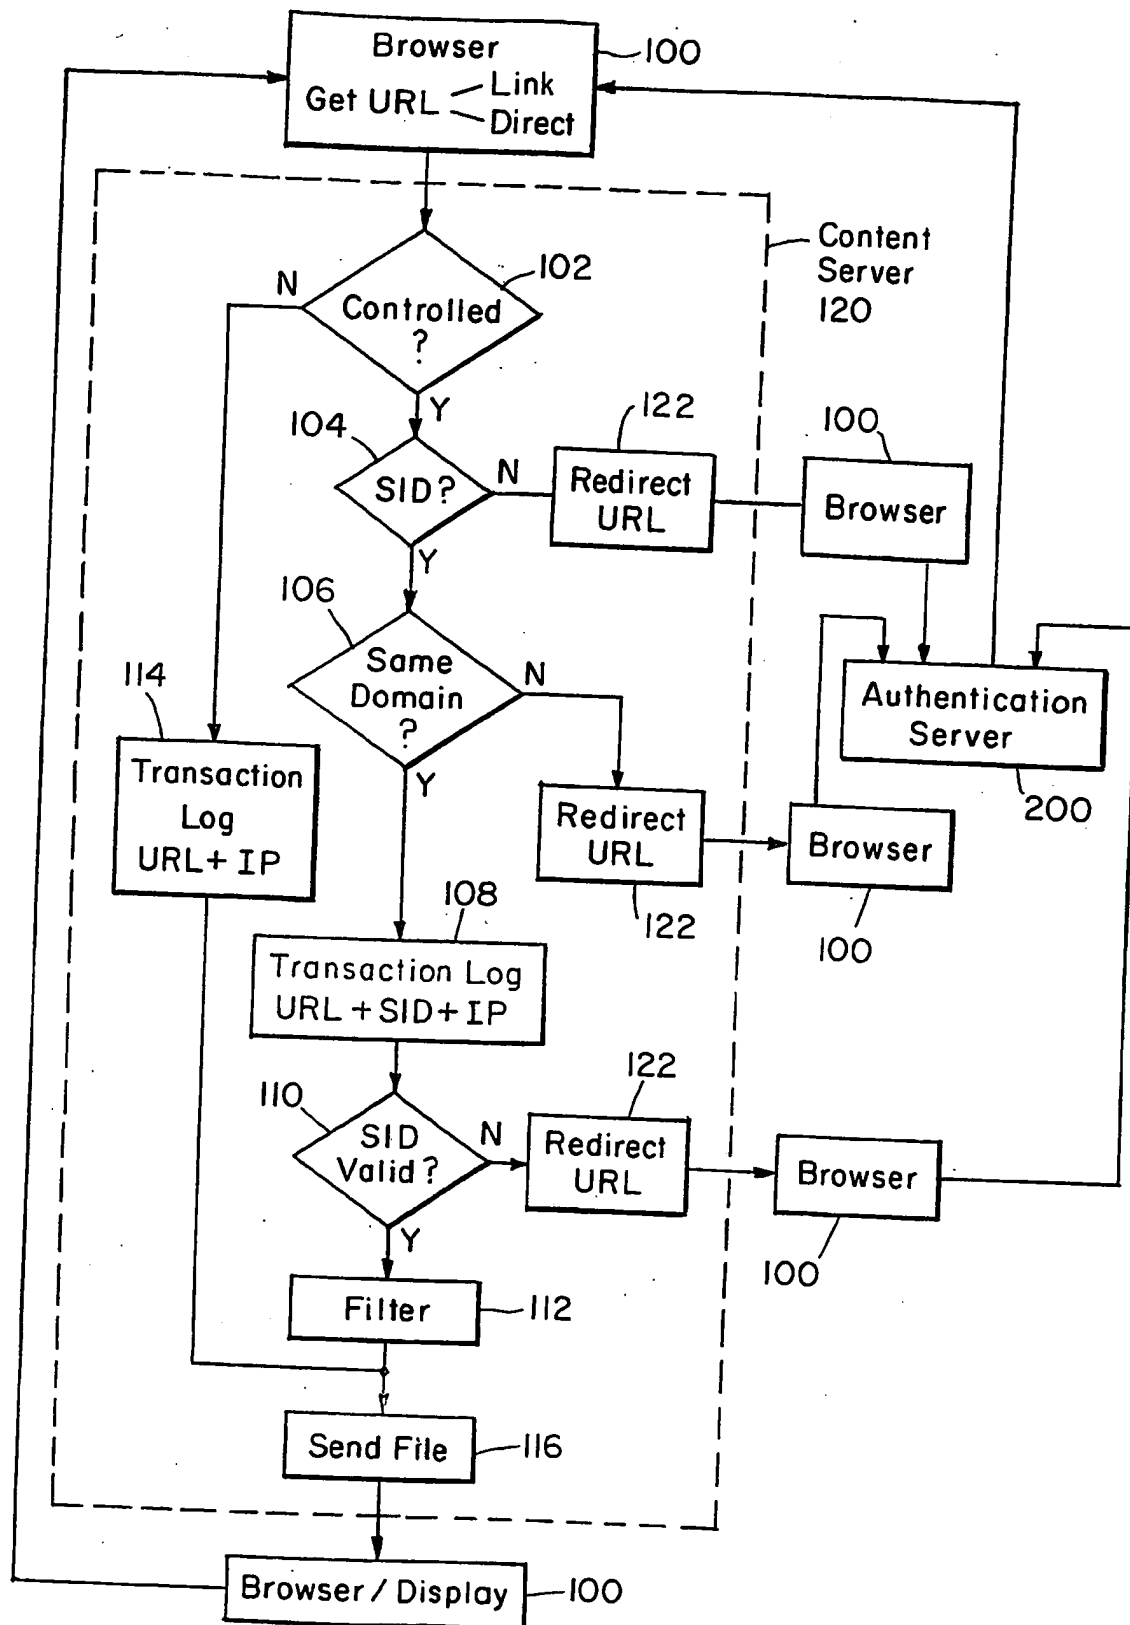 Browser
Get URL
Link
Direct
100
Content
Server
120
102
N
Controlled
?
Y
104
SID?
N
122
Redirect
URL
100
Browser
Y
106
Same
Domain
?
N
Y
114
Transaction
Log
URL+ IP
Authentication
Server
200
Redirect
URL
122
Browser
100
108
Transaction Log
URL+SID+IP
110
SID
Valid?
N
122
Redirect
URL
Browser
100
Y
Filter
112
Send File
116
Browser / Display
100